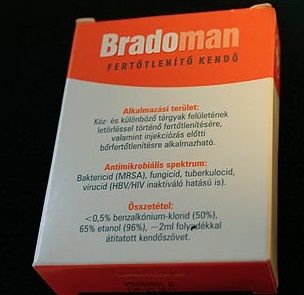 Bradoman
FERTŐTLENÍTŐ KENDŐ
Alkalmazási terület:
Kéz- és különböző tárgyak felületének
letörléssel történő fertőtlenítésére,
valamint injekciózás előtti
bőrfertőtlenítésre alkalmazható.
Antimikrobiális spektrum:
Baktericid (MRSA), fungicid, tuberkulocid,
virucid (HBV/HIV inaktiváló hatású is).
Összetétel:
<0,5% benzalkónium-klorid (50%),
65% etanol (96%), ~2ml folyadékkal
átitatott kendőszövet.